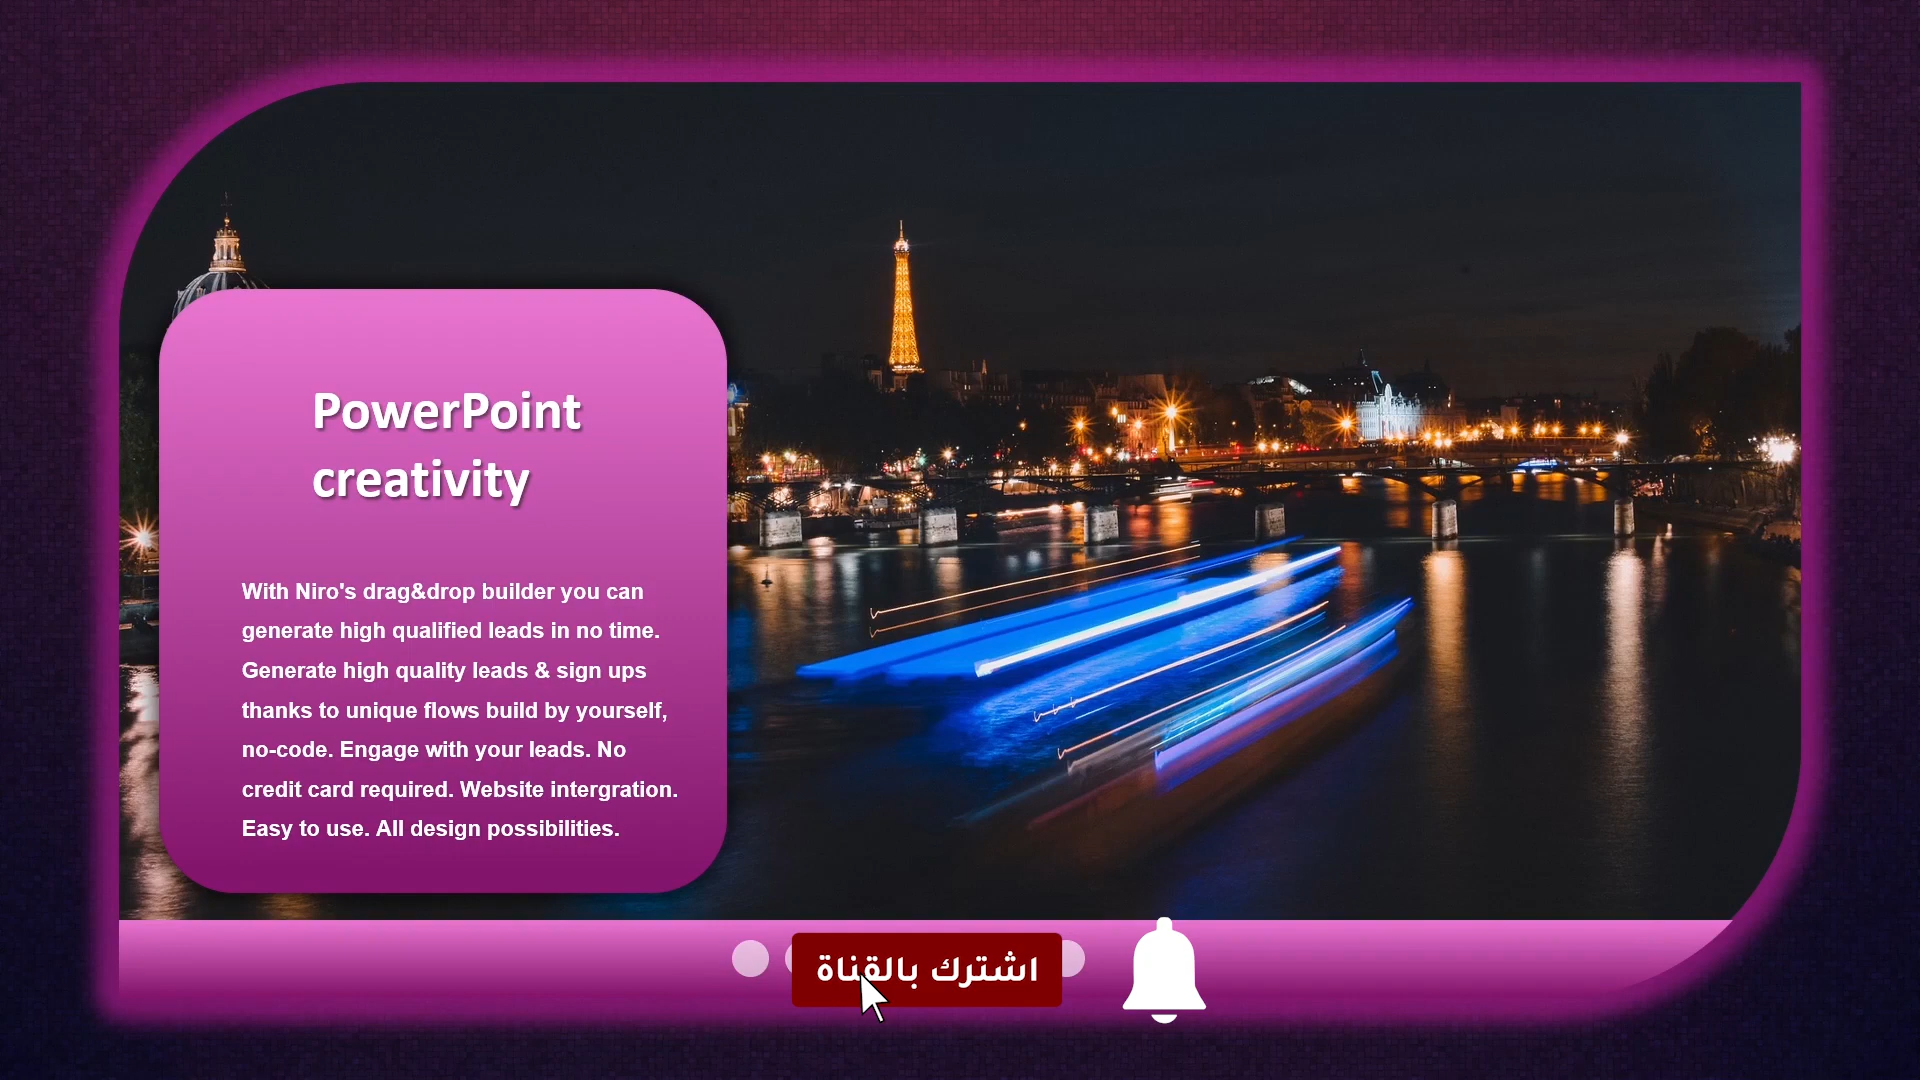 PowerPoint
creativity
With Niro's drag&drop builder you can
generate high qualified leads in no time.
Generate high quality leads & sign ups
thanks to unique flows build by yourself,
no-code. Engage with your leads. No
credit card required. Website intergration.
Easy to use. All design possibilities.
اشترك بالقناة